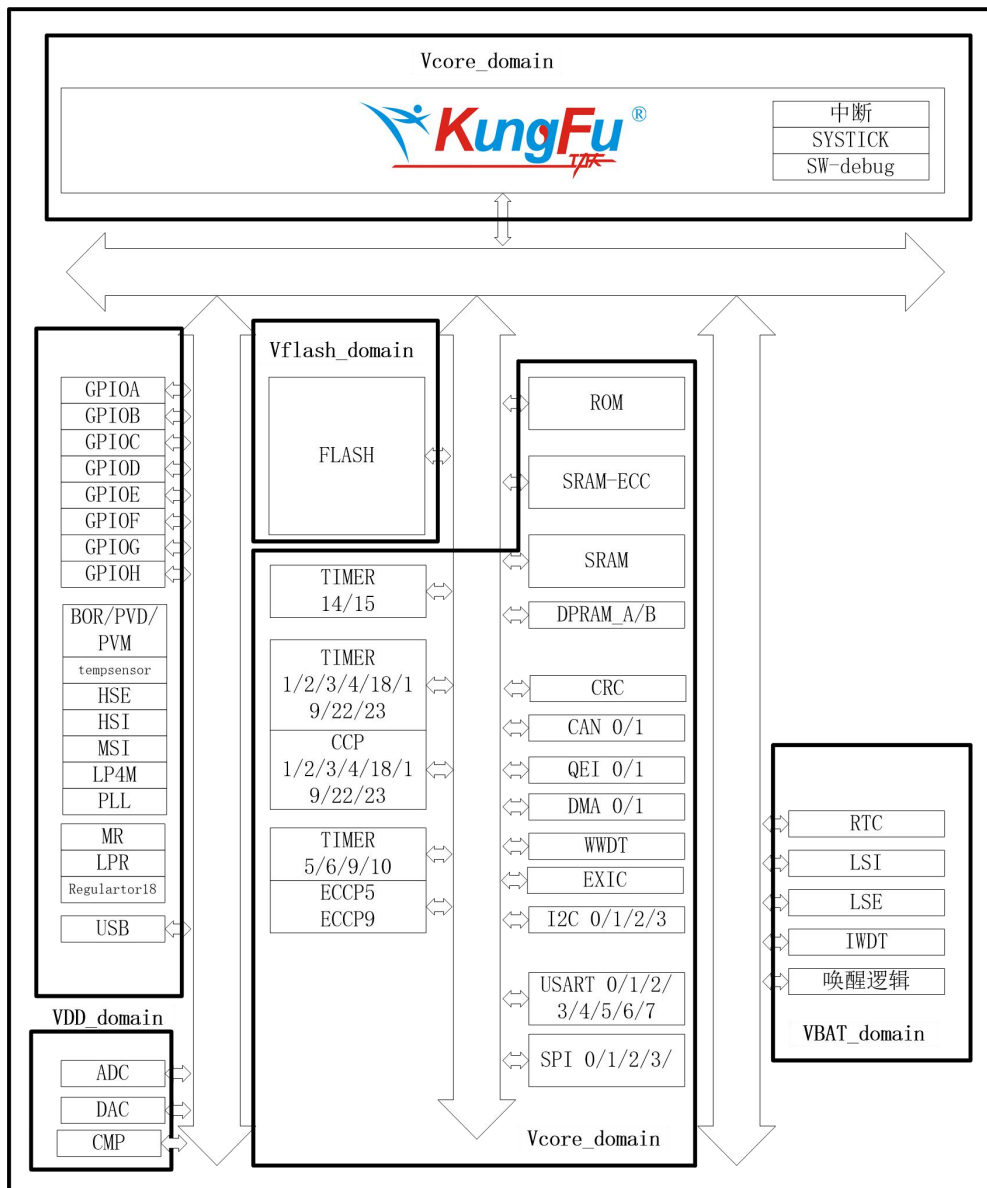 Vcore_domain
KungFu®
中断
SYSTICK
SW-debug
GPIOA
GPIOB
GPIOC
GPIOD
GPIOE
GPIOF
GPIOG
GPIOH
BOR/PVD/
PVM
tempsensor
HSE
HSI
MSI
LP4M
PLL
MR
LPR
Regulartor18
USB
VDD_domain
ADC
DAC
CMP
Vflash_domain
FLASH
TIMER
14/15
TIMER
1/2/3/4/18/1
9/22/23
CCP
1/2/3/4/18/1
9/22/23
TIMER
5/6/9/10
ECCP5
ECCP9
ROM
SRAM-ECC
SRAM
DPRAM_A/B
CRC
CAN 0/1
QEI 0/1
DMA 0/1
WWDT
EXIC
I2C 0/1/2/3
USART 0/1/2/
3/4/5/6/7
SPI 0/1/2/3/
Vcore_domain
RTC
LSI
LSE
IWDT
唤醒逻辑
VBAT_domain